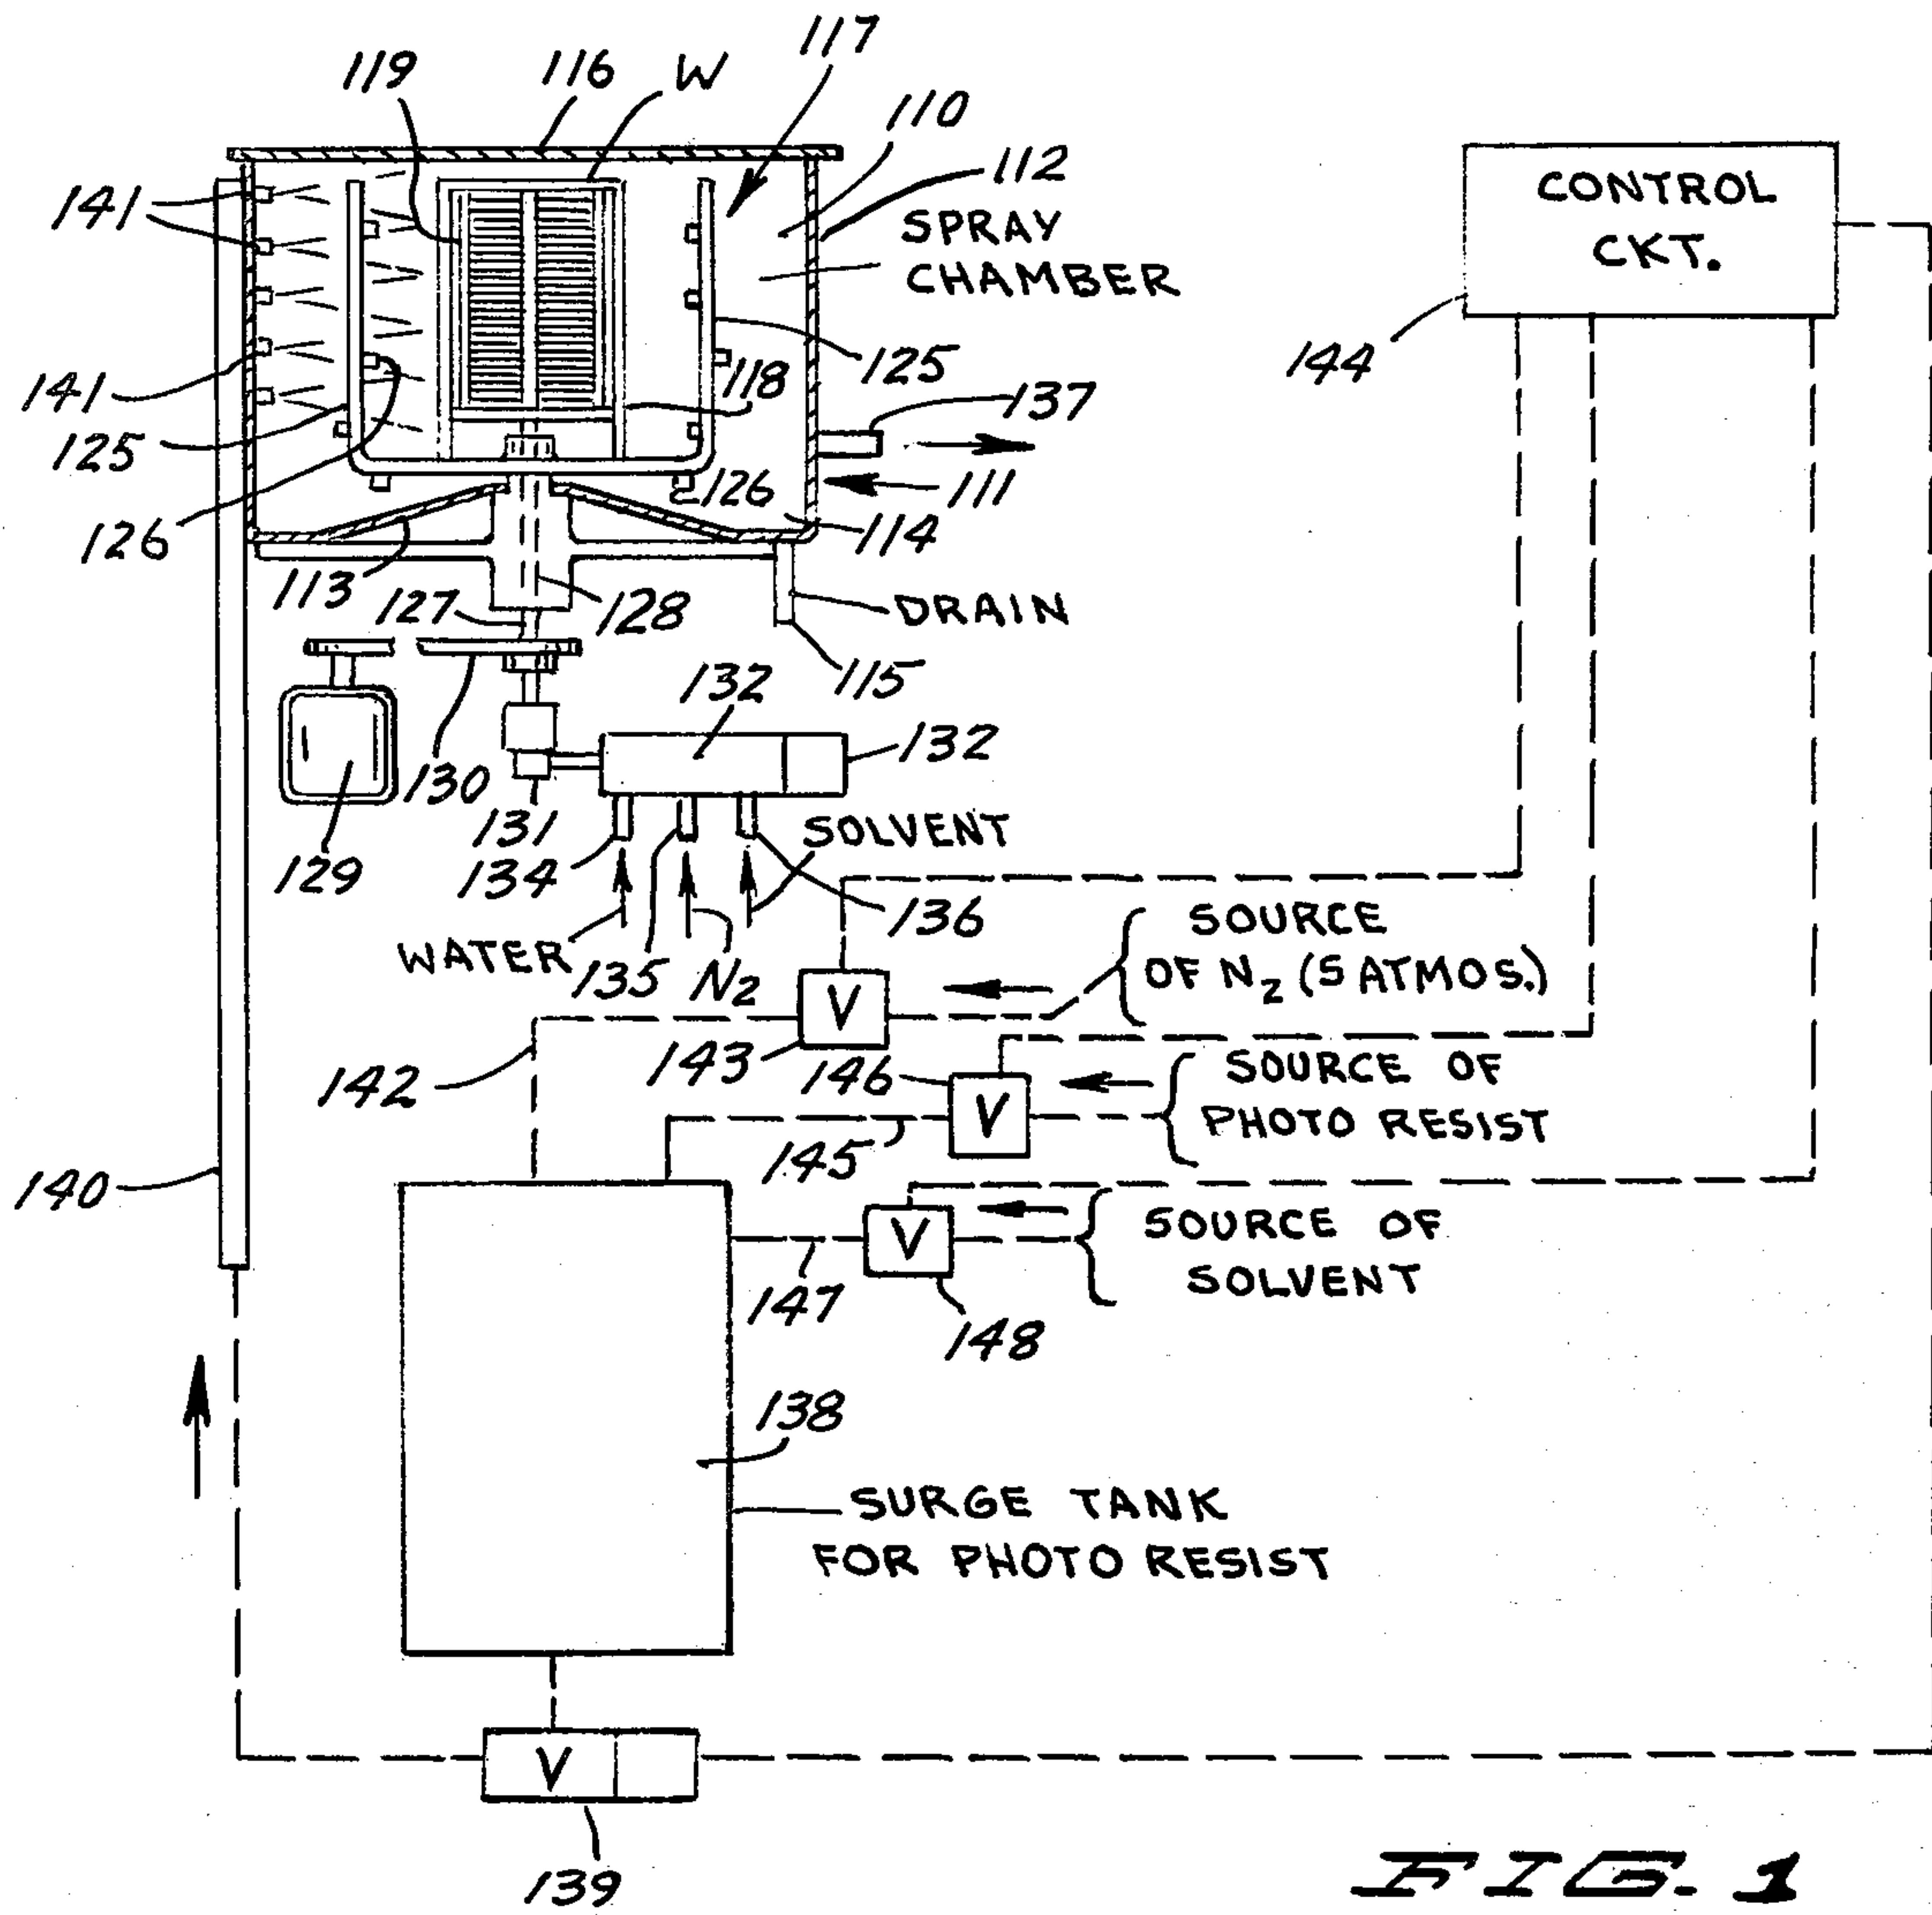 117
119
116
W
110
112
141
SPRAY
CHAMBER
CONTROL
CKT.
125
118
144
141
137
125
126
111
126
114
113
127
128
DRAIN
115
132
132
130
131
SOLVENT
129
134
136
WATER
135
N2
SOURCE
OF N2 (5 ATMOS.)
143
142
146
SOURCE OF
PHOTO RESIST
145
140
SOURCE OF
SOLVENT
147
148
138
SURGE TANK
FOR PHOTO RESIST
139
V
V
V
V
FIG. 1